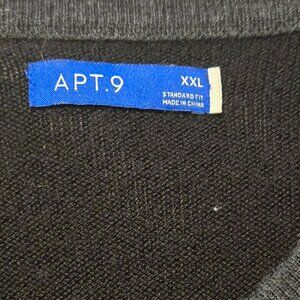 APT.9
XXL
STANDARD FIT
MADE IN CHINA